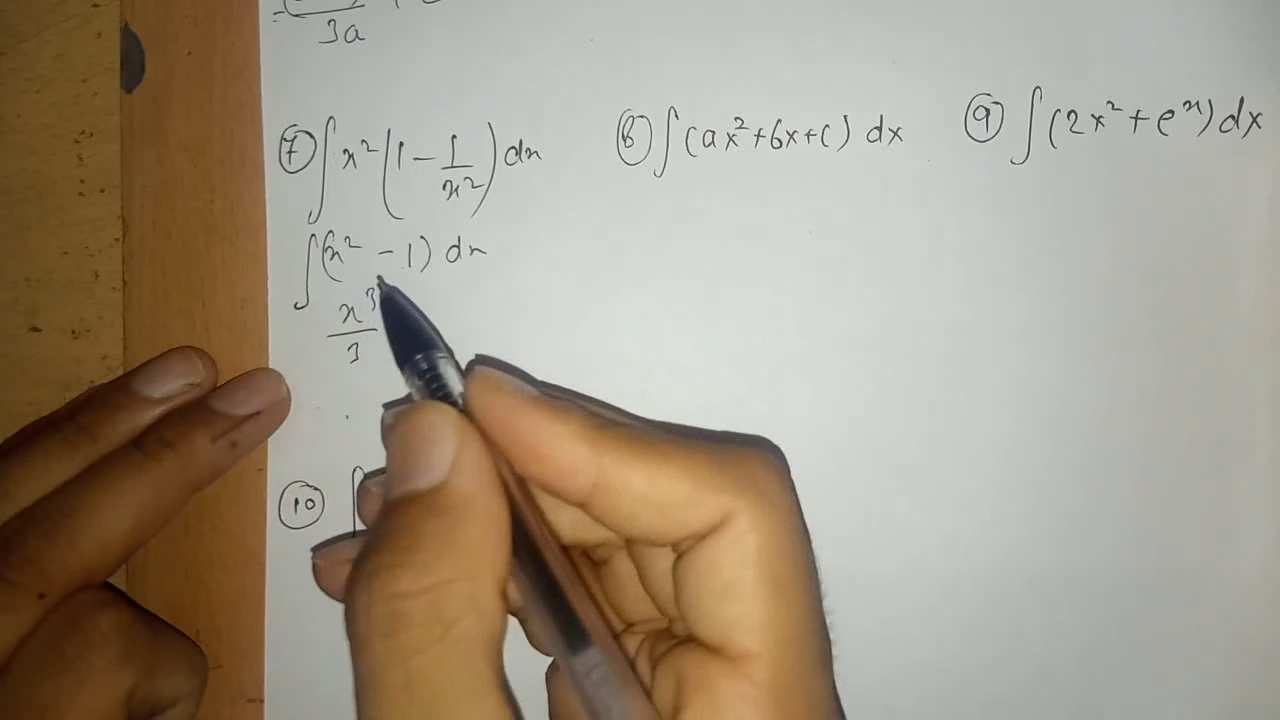 3a
⑦ ∫ x² (1 - 1/x²) dx
∫(x² - 1) dx
x³/3
⑧ ∫ (ax² + bx + c) dx
⑨ ∫ (2x² + eˣ) dx
⑩ ∫